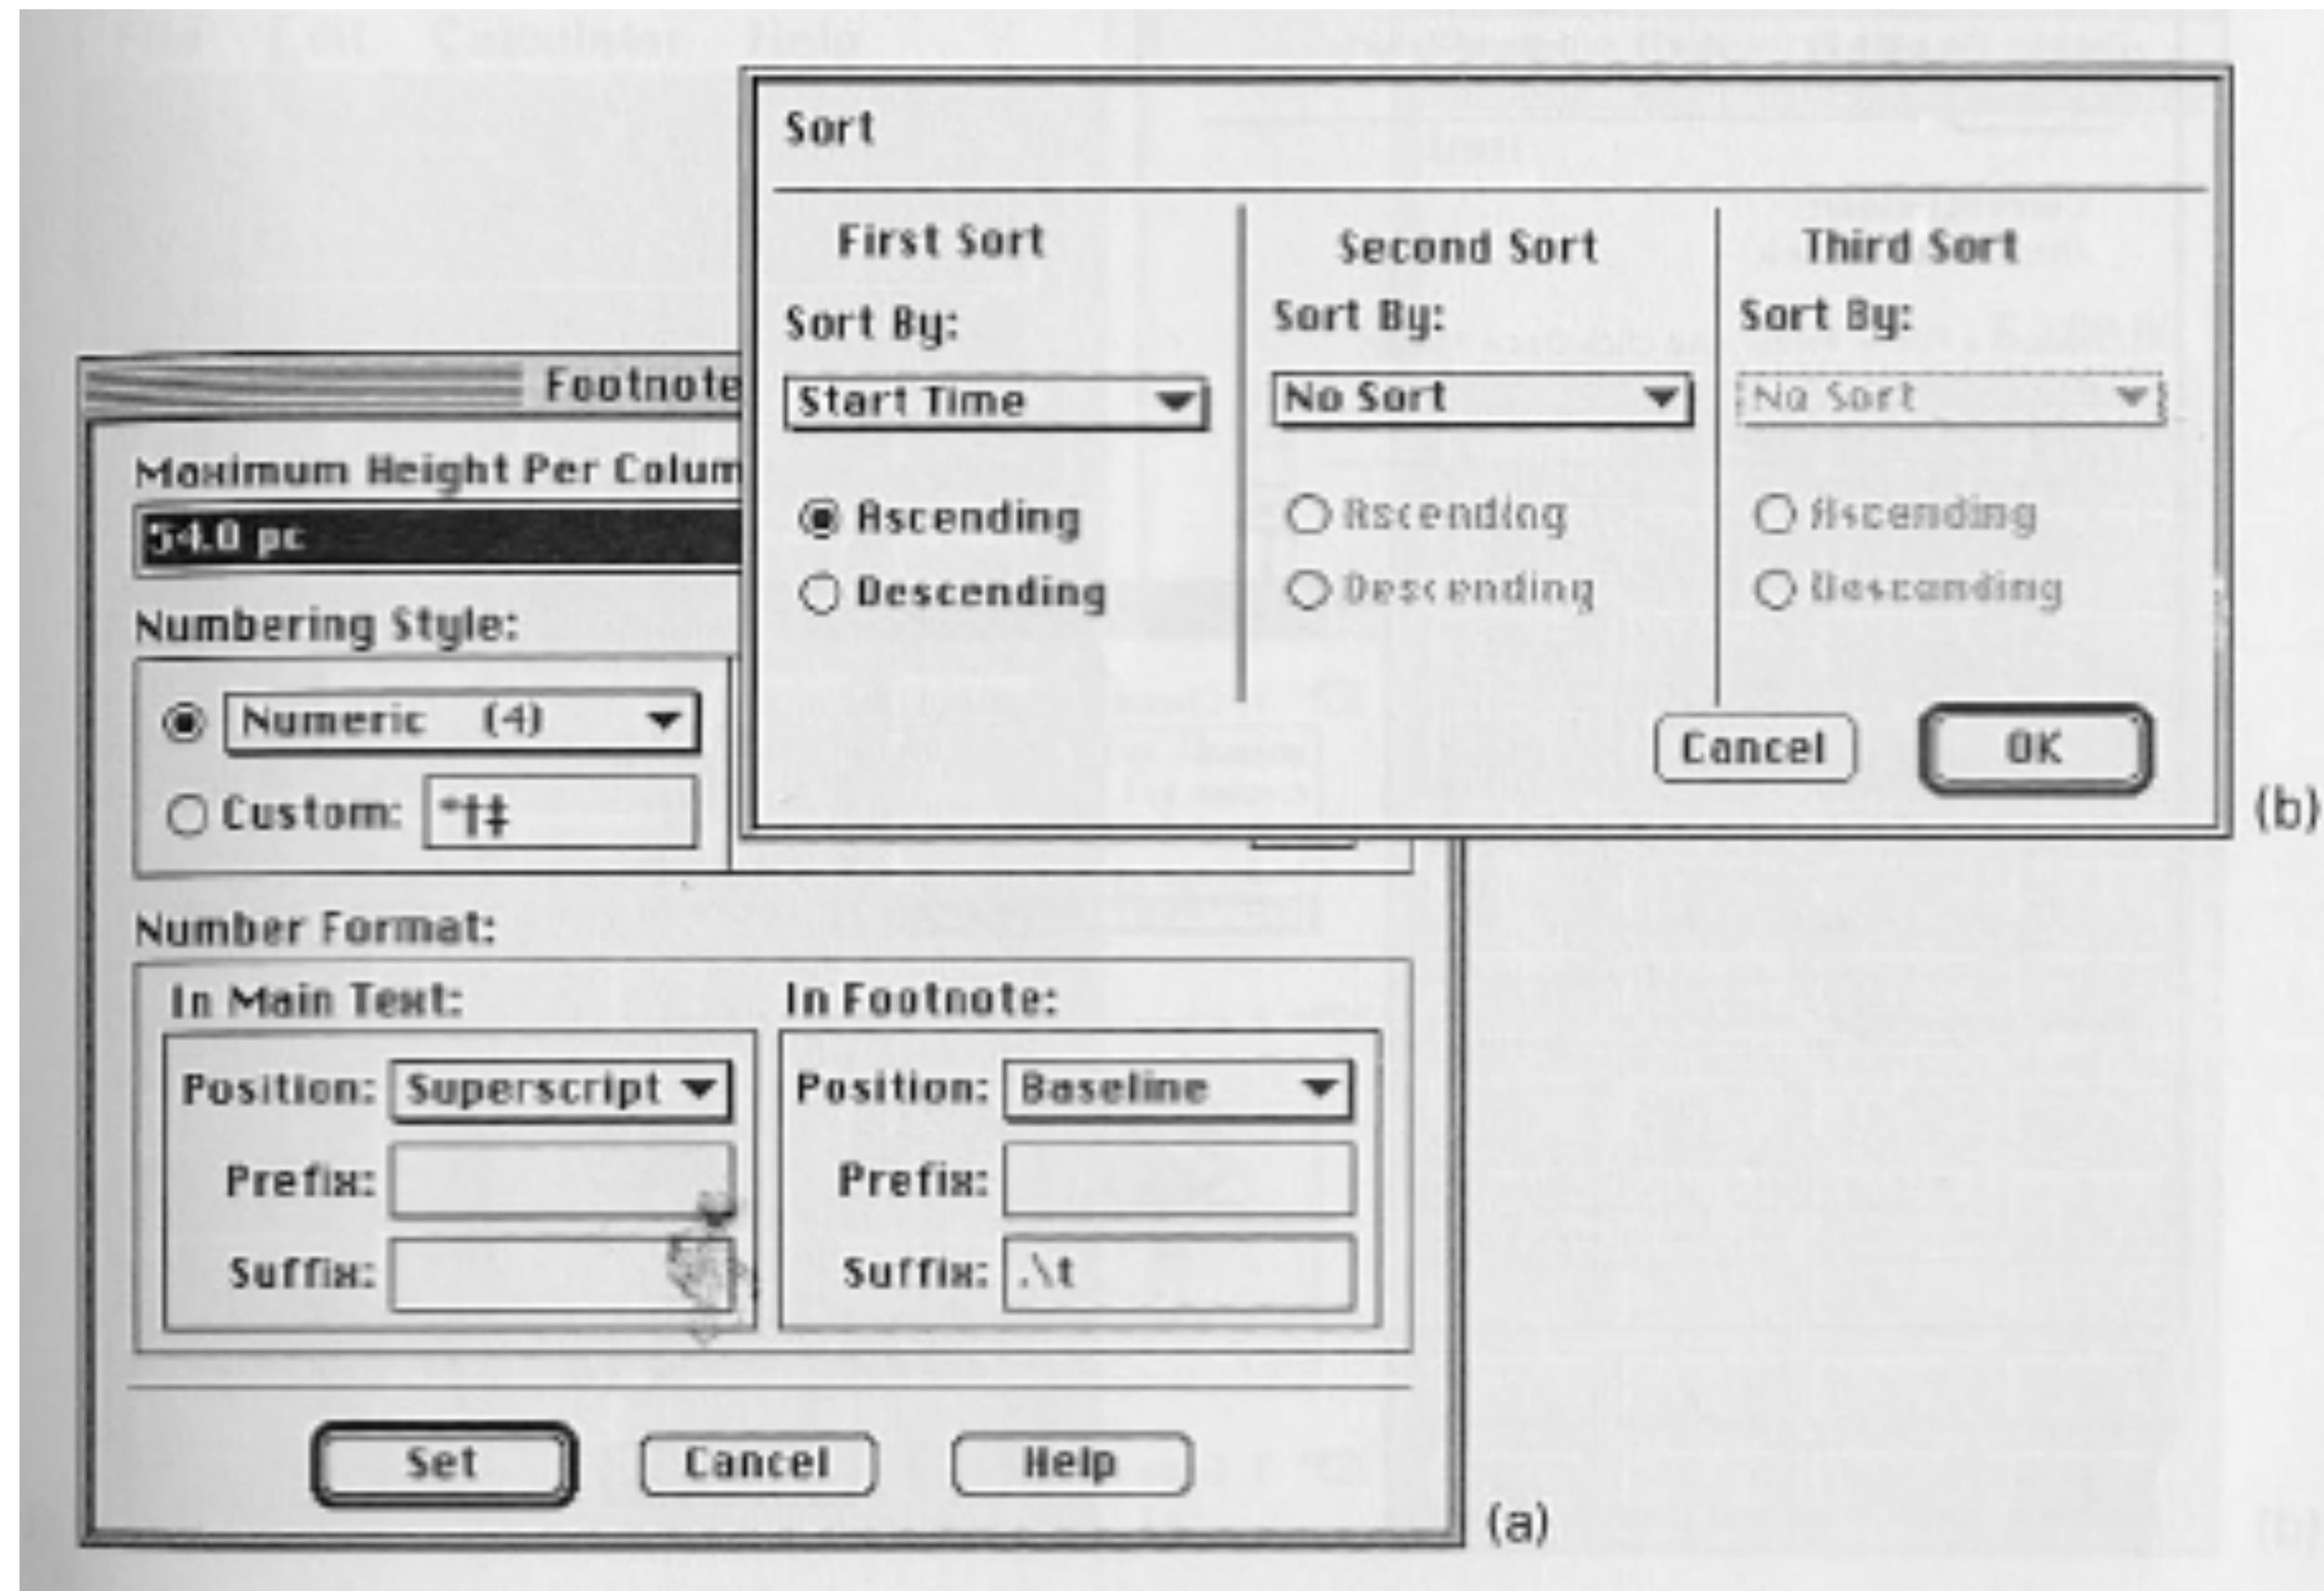 Sort
First Sort
Sort By:
Start Time
Ascending
Descending
Second Sort
Sort By:
No Sort
Ascending
Descending
Third Sort
Sort By:
No Sort
Ascending
Descending
Cancel
OK
(b)
Footnote
Maximum Height Per Colum
54.0 pc
Numbering Style:
Numeric (4)
Custom: *†‡
Number Format:
In Main Text:
Position: Superscript
Prefix:
Suffix:
In Footnote:
Position: Baseline
Prefix:
Suffix: .\t
Set
Cancel
Help
(a)